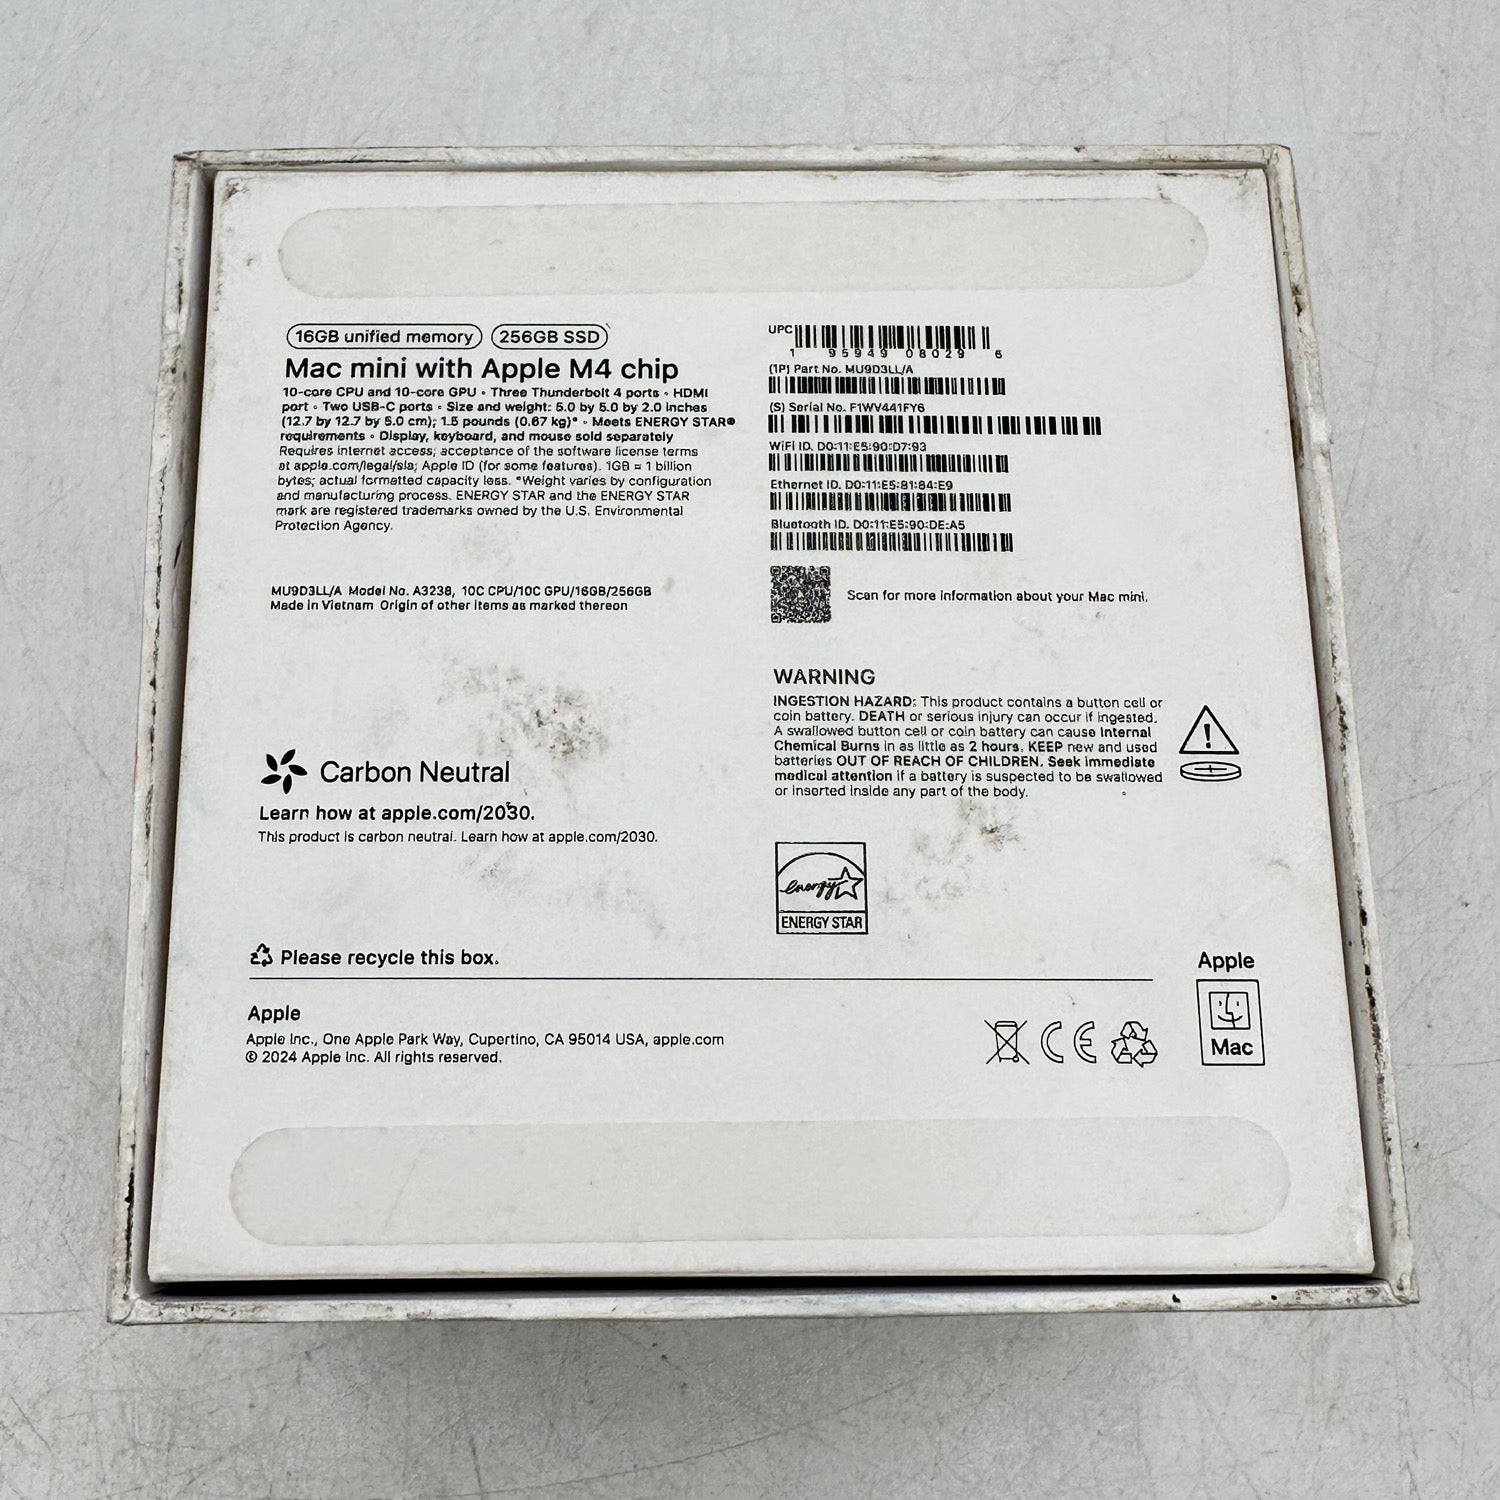 16GB unified memory 256GB SSD
Mac mini with Apple M4 chip
10-core CPU and 10-core GPU • Three Thunderbolt 4 ports • HDMI
port • Two USB-C ports • Size and weight: 5.0 by 5.0 by 2.0 inches
(12.7 by 12.7 by 5.0 cm); 1.5 pounds (0.67 kg)* • Meets ENERGY STAR®
requirements • Display, keyboard, and mouse sold separately
Requires internet access; acceptance of the software license terms
at apple.com/legal/sla; Apple ID (for some features). 1GB = 1 billion
bytes; actual formatted capacity less. *Weight varies by configuration
and manufacturing process. ENERGY STAR and the ENERGY STAR
mark are registered trademarks owned by the U.S. Environmental
Protection Agency.
MU9D3LL/A Model No. A3238, 10C CPU/10C GPU/16GB/256GB
Made in Vietnam Origin of other items as marked thereon
Carbon Neutral
Learn how at apple.com/2030.
This product is carbon neutral. Learn how at apple.com/2030.
UPC
1 95949 08029 6
(1P) Part No. MU9D3LL/A
(S) Serial No. F1WV441FY6
WiFi ID. D0:11:E5:90:D7:93
Ethernet ID. D0:11:E5:81:84:E9
Bluetooth ID. D0:11:E5:90:DE:A5
Scan for more information about your Mac mini.
WARNING
INGESTION HAZARD: This product contains a button cell or
coin battery. DEATH or serious injury can occur if ingested.
A swallowed button cell or coin battery can cause Internal
Chemical Burns in as little as 2 hours. KEEP new and used
batteries OUT OF REACH OF CHILDREN. Seek immediate
medical attention if a battery is suspected to be swallowed
or inserted inside any part of the body.
energy
ENERGY STAR
Please recycle this box.
Apple
Apple Inc., One Apple Park Way, Cupertino, CA 95014 USA, apple.com
© 2024 Apple Inc. All rights reserved.
CE
Apple
Mac